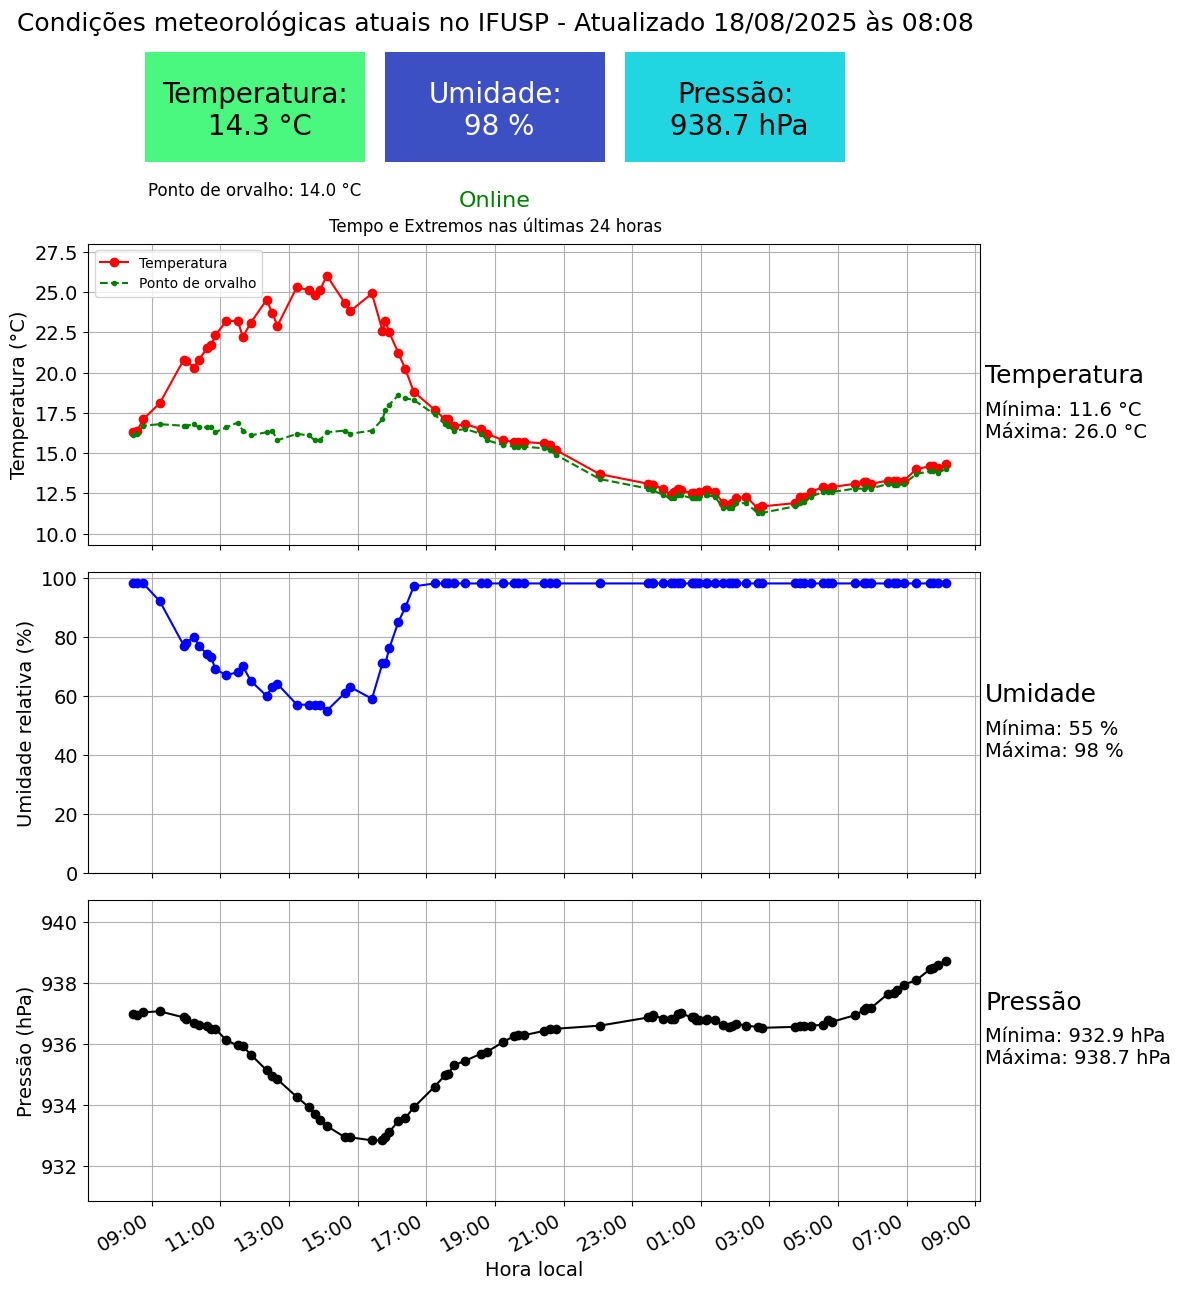 Condições meteorológicas atuais no IFUSP - Atualizado 18/08/2025 às 08:08
Temperatura:
14.3 °C
Umidade:
98 %
Pressão:
938.7 hPa
Ponto de orvalho: 14.0 °C
Online
Tempo e Extremos nas últimas 24 horas
Temperatura (°C)
27.5
25.0
22.5
20.0
17.5
15.0
12.5
10.0
Temperatura
Ponto de orvalho
Temperatura
Mínima: 11.6 °C
Máxima: 26.0 °C
Umidade relativa (%)
100
80
60
40
20
0
Umidade
Mínima: 55 %
Máxima: 98 %
Pressão (hPa)
940
938
936
934
932
Pressão
Mínima: 932.9 hPa
Máxima: 938.7 hPa
09:00 11:00 13:00 15:00 17:00 19:00 21:00 23:00 01:00 03:00 05:00 07:00 09:00
Hora local